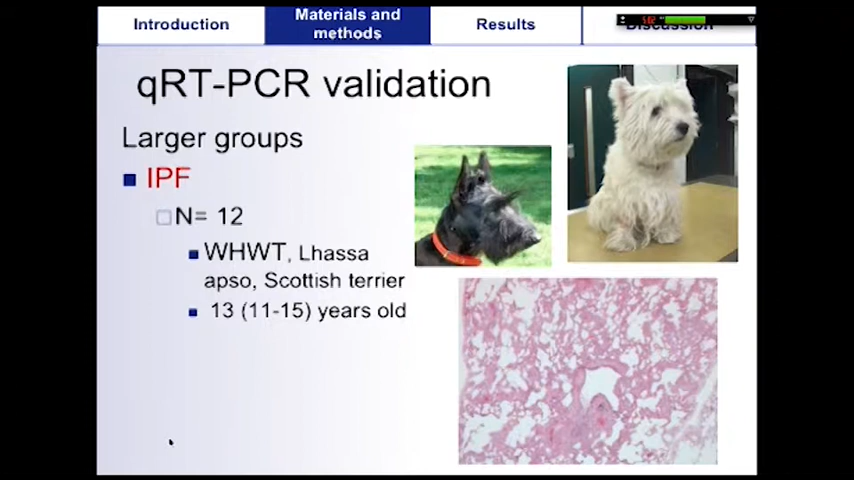 Introduction
Materials and
methods
Results
Discussion
qRT-PCR validation
Larger groups
IPF
N= 12
WHWT, Lhassa
apso, Scottish terrier
13 (11-15) years old